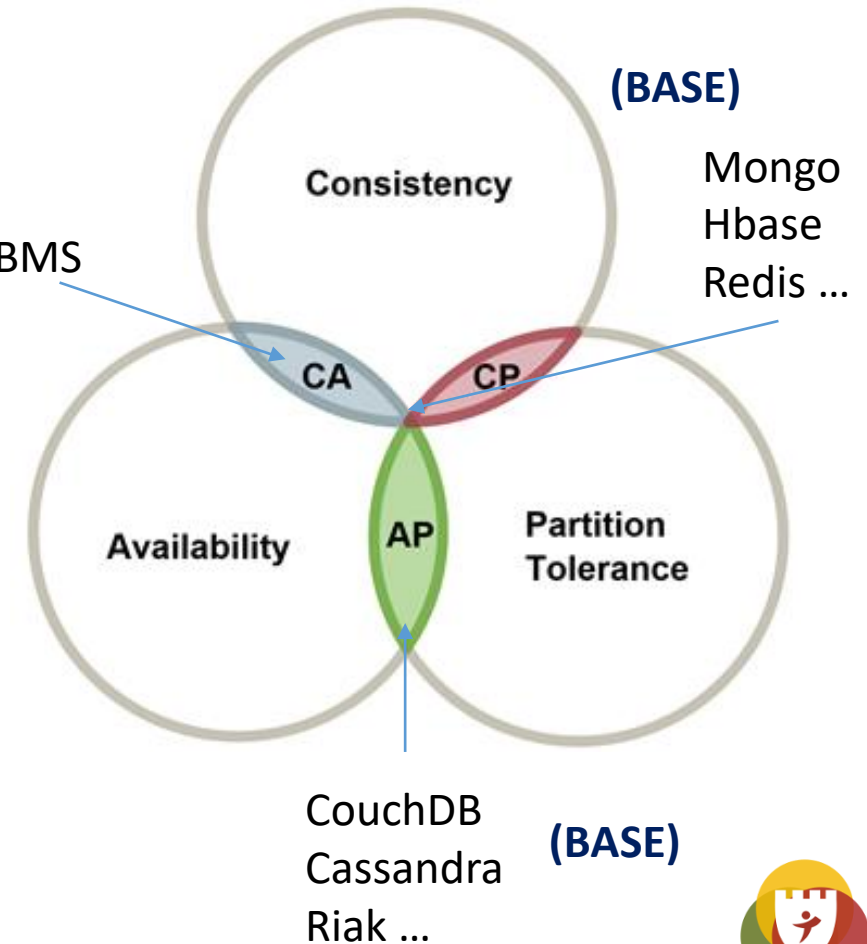 (BASE)
Consistency
Mongo
Hbase
Redis ...
BMS
CA
CP
Availability
AP
Partition
Tolerance
CouchDB
Cassandra
Riak ...
(BASE)